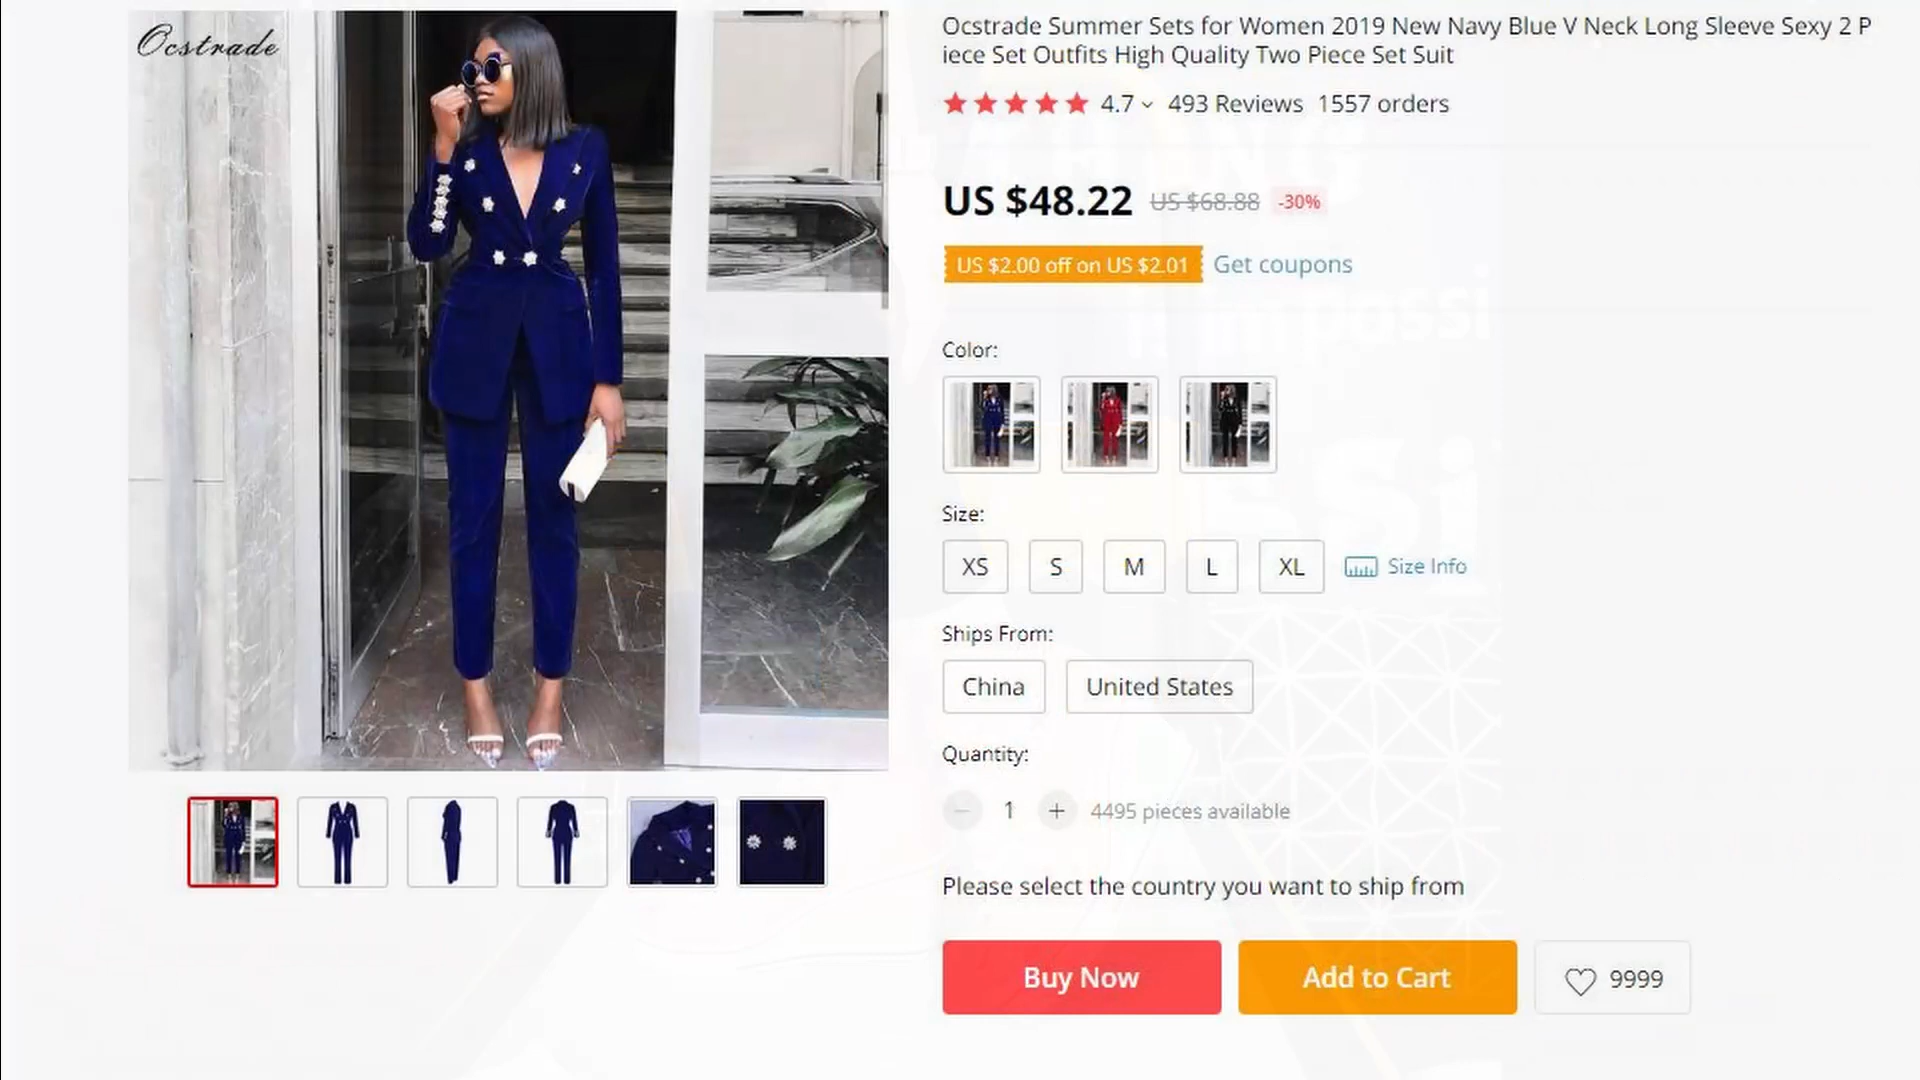 Ocstrade
Ocstrade Summer Sets for Women 2019 New Navy Blue V Neck Long Sleeve Sexy 2 P
iece Set Outfits High Quality Two Piece Set Suit
4.7 493 Reviews 1557 orders
US $48.22 US $68.88 -30%
US $2.00 off on US $2.01 Get coupons
Color:
Size:
XS S M L XL Size Info
Ships From:
China United States
Quantity:
− 1 + 4495 pieces available
Please select the country you want to ship from
Buy Now Add to Cart 9999